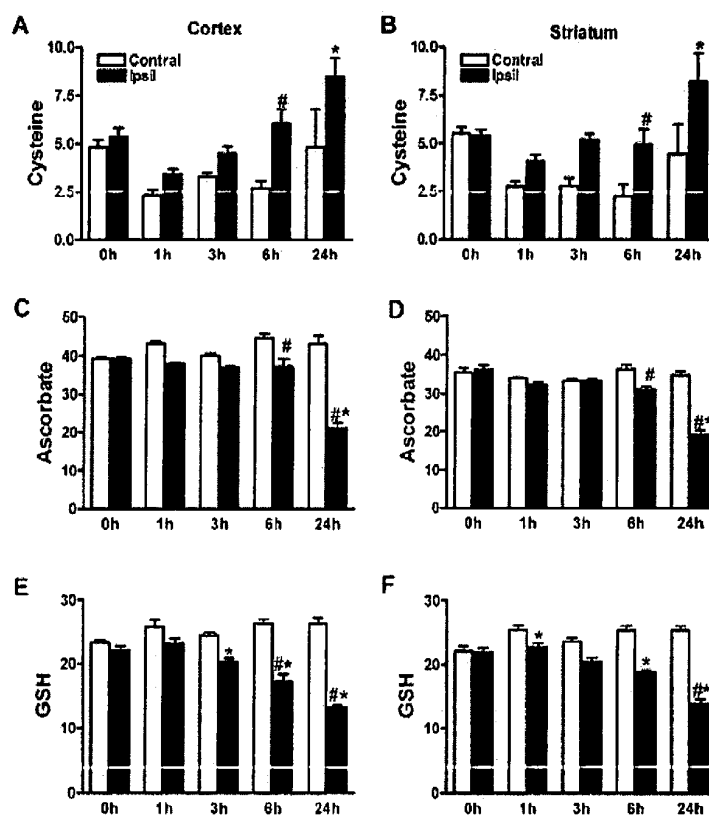 A
Cortex
10.0
7.5
5.0
2.5
0.0
Cysteine
Contral
Ipsil
#
*
0h 1h 3h 6h 24h
B
Striatum
10.0
7.5
5.0
2.5
0.0
Cysteine
Contral
Ipsil
#
*
0h 1h 3h 6h 24h
C
50
40
30
20
10
0
Ascorbate
#
#*
0h 1h 3h 6h 24h
D
50
40
30
20
10
0
Ascorbate
#
#*
0h 1h 3h 6h 24h
E
30
20
10
0
GSH
*
#*
#*
0h 1h 3h 6h 24h
F
30
20
10
0
GSH
*
*
#*
0h 1h 3h 6h 24h